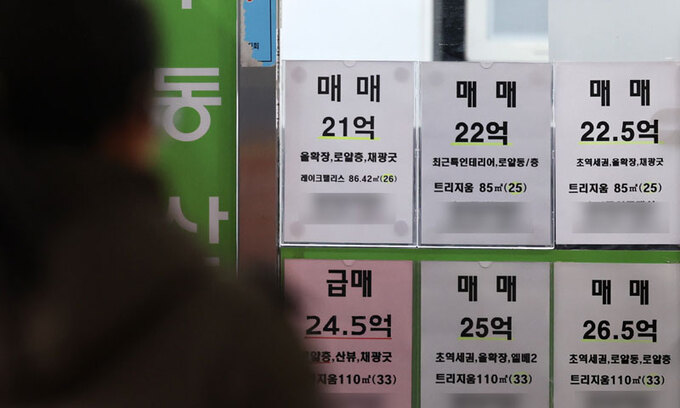 동
산
매 매
21억
올확장,로얄층,채광굿
레이크팰리스 86.42㎡(26)
매 매
22억
최근특인테리어,로얄동/층
트리지움 85㎡(25)
매 매
22.5억
초역세권,올확장,채광굿
트리지움 85㎡(25)
급매
24.5억
로얄층,산뷰,채광굿
트리지움110㎡(33)
매 매
25억
초역세권,올확장,엘베2
트리지움110㎡(33)
매 매
26.5억
초역세권,로얄동,로얄층
트리지움110㎡(33)